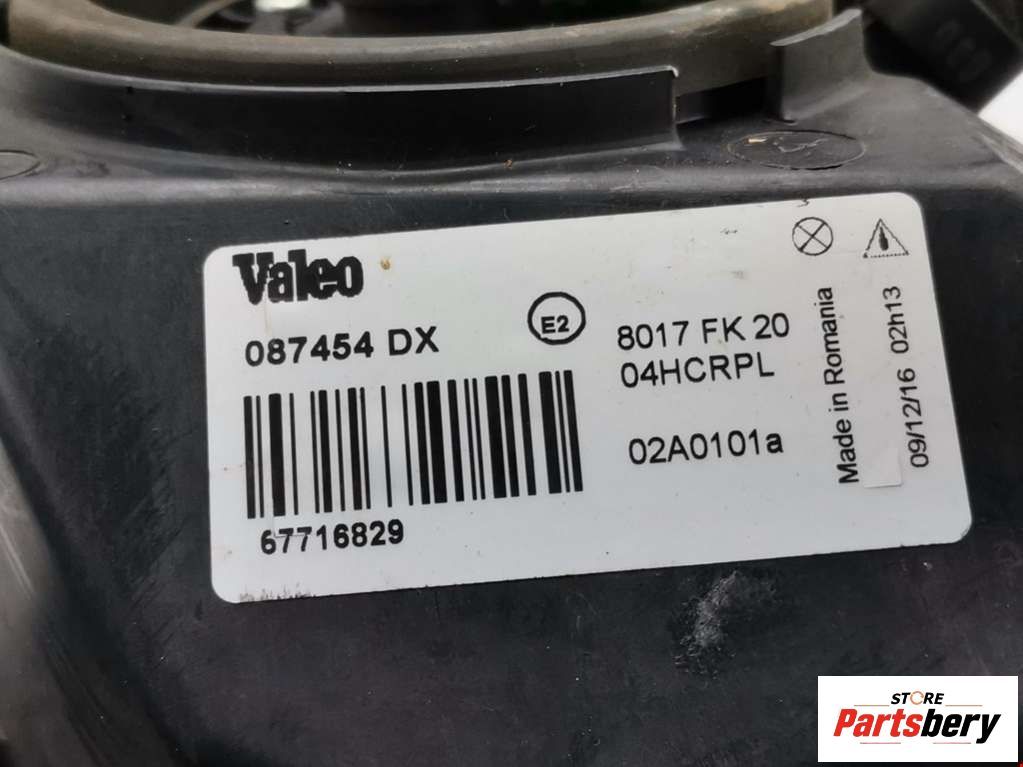 Valeo
087454 DX
E2
8017 FK 20
04HCRPL
02A0101a
67716829
Made in Romania
09/12/16 02h13
STORE
Partsbery